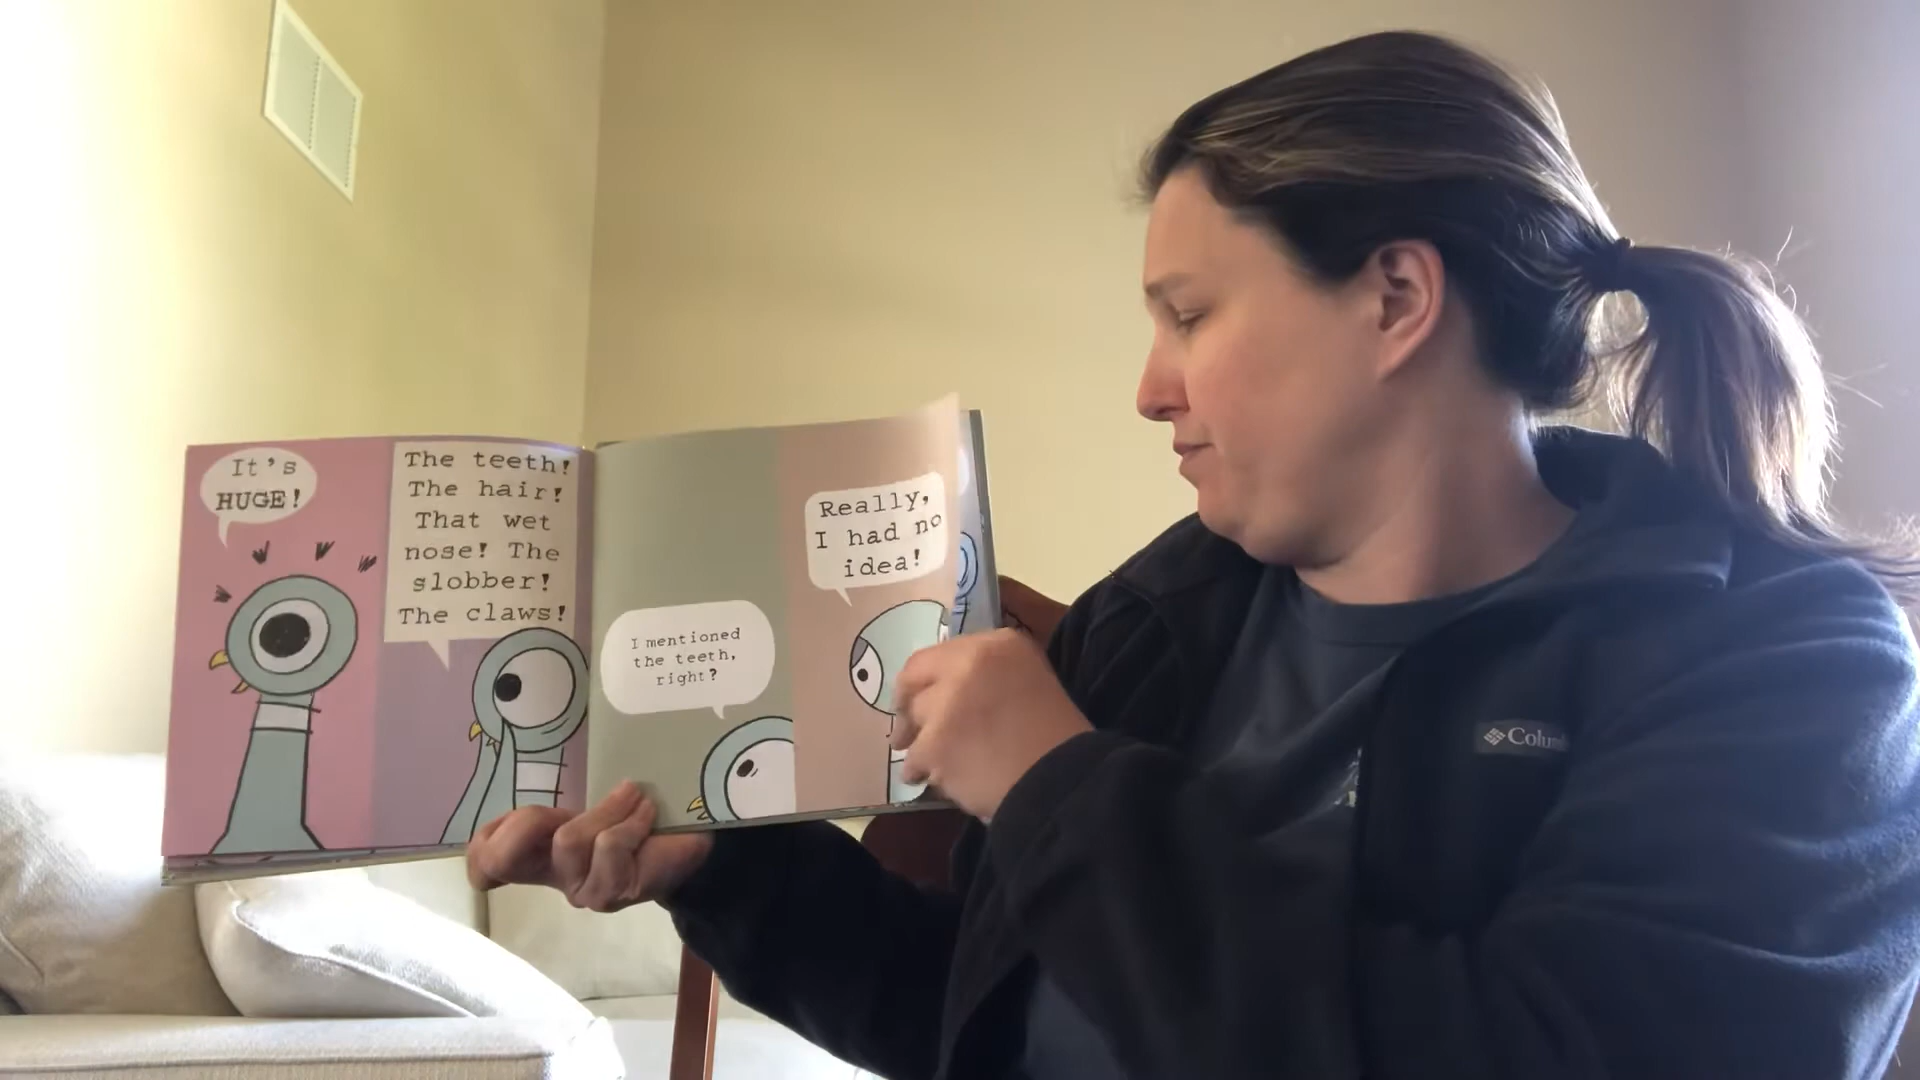 It's
HUGE!
The teeth!
The hair!
That wet
nose! The
slobber!
The claws!
I mentioned
the teeth,
right?
Really,
I had no
idea!